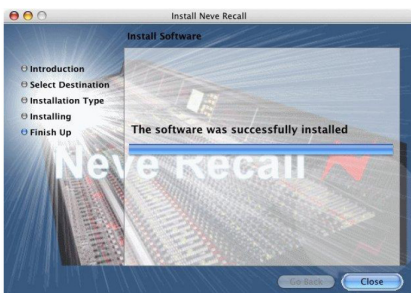 Install Neve Recall
Install Software
Introduction
Select Destination
Installation Type
Installing
Finish Up
The software was successfully installed
Neve Recall
Go Back
Close